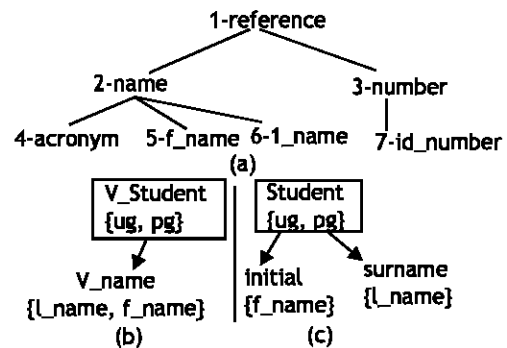 1-reference
2-name 3-number
4-acronym 5-f_name 6-1_name 7-id_number
(a)
V_Student
{ug, pg}
V_name
{l_name, f_name}
(b)
Student
{ug, pg}
initial
{f_name}
surname
{l_name}
(c)